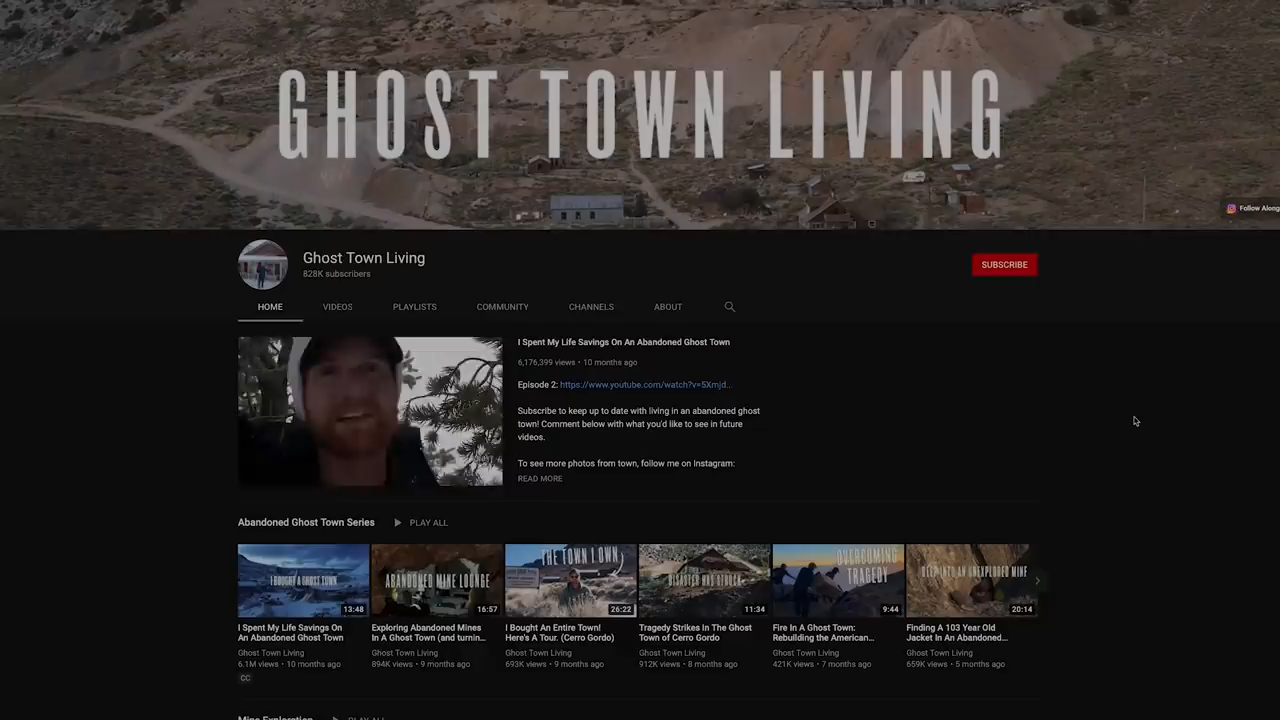 GHOST TOWN LIVING
Follow Along
Ghost Town Living
828K subscribers
SUBSCRIBE
HOME VIDEOS PLAYLISTS COMMUNITY CHANNELS ABOUT
I Spent My Life Savings On An Abandoned Ghost Town
6,176,399 views • 10 months ago
Episode 2: https://www.youtube.com/watch?v=5Xmjd...
Subscribe to keep up to date with living in an abandoned ghost
town! Comment below with what you'd like to see in future
videos.
To see more photos from town, follow me on Instagram:
READ MORE
Abandoned Ghost Town Series PLAY ALL
I BOUGHT A GHOST TOWN
13:48
ABANDONED MINE LOUNGE
16:57
THE TOWN I OWN
26:22
DISASTER HAS STRUCK
11:34
OVERCOMING
TRAGEDY
9:44
DEEP INTO AN UNEXPLORED MINE
20:14
I Spent My Life Savings On
An Abandoned Ghost Town
Ghost Town Living
6.1M views • 10 months ago
CC
Exploring Abandoned Mines
In A Ghost Town (and turnin...
Ghost Town Living
894K views • 9 months ago
I Bought An Entire Town!
Here's A Tour. (Cerro Gordo)
Ghost Town Living
693K views • 9 months ago
Tragedy Strikes In The Ghost
Town of Cerro Gordo
Ghost Town Living
912K views • 8 months ago
Fire In A Ghost Town:
Rebuilding the American...
Ghost Town Living
421K views • 7 months ago
Finding A 103 Year Old
Jacket In An Abandoned...
Ghost Town Living
659K views • 5 months ago
Mine Exploration PLAY ALL